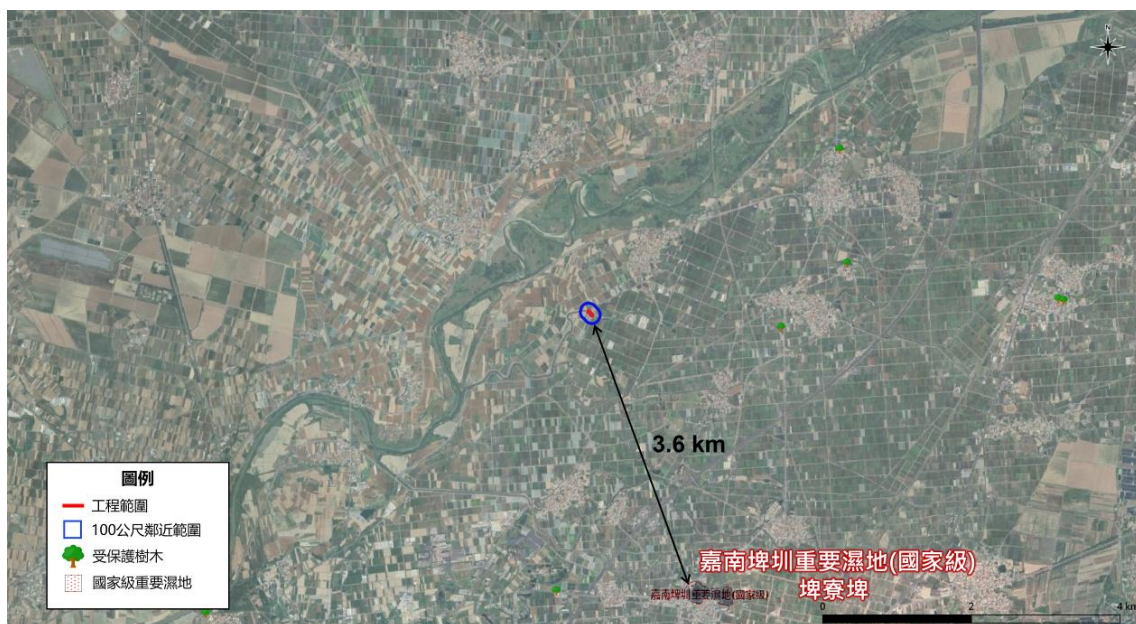 N
3.6 km
圖例
工程範圍
100公尺鄰近範圍
受保護樹木
國家級重要濕地
嘉南埤圳重要濕地(國家級)
埤寮埤
嘉南埤圳重要濕地(國家級)
0 2 4 km